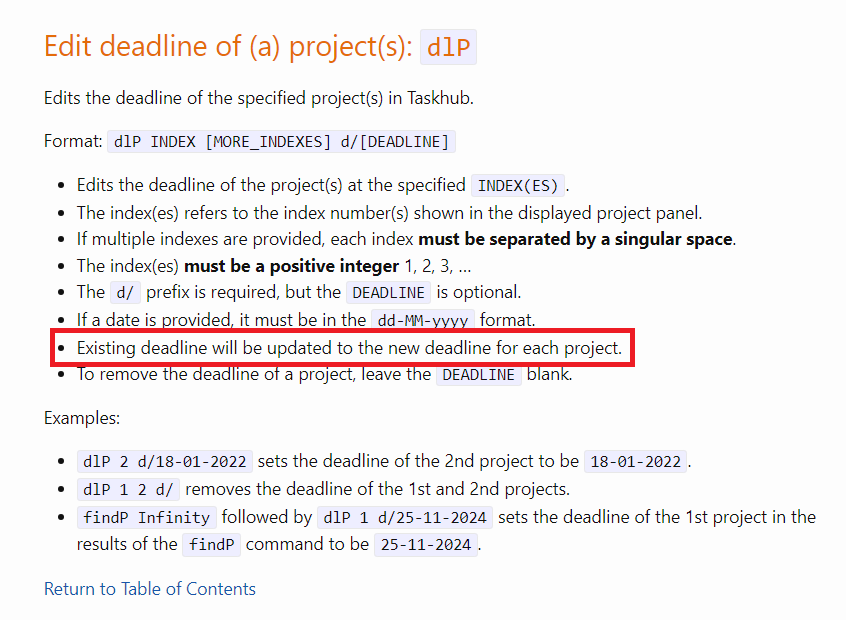 Edit deadline of (a) project(s): dlP
Edits the deadline of the specified project(s) in Taskhub.
Format: dlP INDEX [MORE_INDEXES] d/[DEADLINE]
• Edits the deadline of the project(s) at the specified INDEX(ES).
• The index(es) refers to the index number(s) shown in the displayed project panel.
• If multiple indexes are provided, each index must be separated by a singular space.
• The index(es) must be a positive integer 1, 2, 3, …
• The d/ prefix is required, but the DEADLINE is optional.
• If a date is provided, it must be in the dd-MM-yyyy format.
• Existing deadline will be updated to the new deadline for each project.
• To remove the deadline of a project, leave the DEADLINE blank.
Examples:
• dlP 2 d/18-01-2022 sets the deadline of the 2nd project to be 18-01-2022.
• dlP 1 2 d/ removes the deadline of the 1st and 2nd projects.
• findP Infinity followed by dlP 1 d/25-11-2024 sets the deadline of the 1st project in the
results of the findP command to be 25-11-2024.
Return to Table of Contents